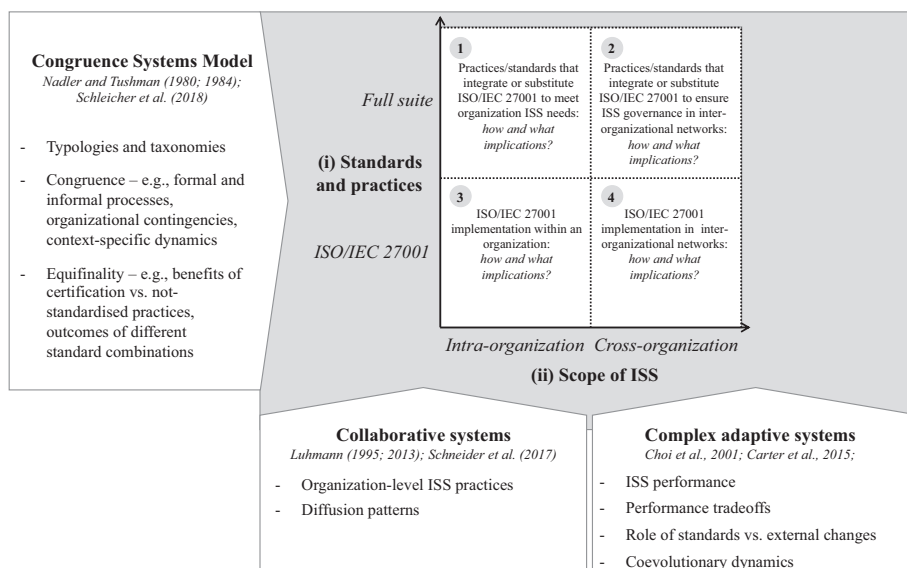 Congruence Systems Model
Nadler and Tushman (1980; 1984);
Schleicher et al. (2018)
- Typologies and taxonomies
- Congruence – e.g., formal and
informal processes,
organizational contingencies,
context-specific dynamics
- Equifinality – e.g., benefits of
certification vs. not-
standardised practices,
outcomes of different
standard combinations
Full suite
(i) Standards
and practices
ISO/IEC 27001
1
Practices/standards that
integrate or substitute
ISO/IEC 27001 to meet
organization ISS needs:
how and what
implications?
2
Practices/standards that
integrate or substitute
ISO/IEC 27001 to ensure
ISS governance in inter-
organizational networks:
how and what
implications?
3
ISO/IEC 27001
implementation within an
organization:
how and what
implications?
4
ISO/IEC 27001
implementation in inter-
organizational networks:
how and what
implications?
Intra-organization Cross-organization
(ii) Scope of ISS
Collaborative systems
Luhmann (1995; 2013); Schneider et al. (2017)
- Organization-level ISS practices
- Diffusion patterns
Complex adaptive systems
Choi et al., 2001; Carter et al., 2015;
- ISS performance
- Performance tradeoffs
- Role of standards vs. external changes
- Coevolutionary dynamics